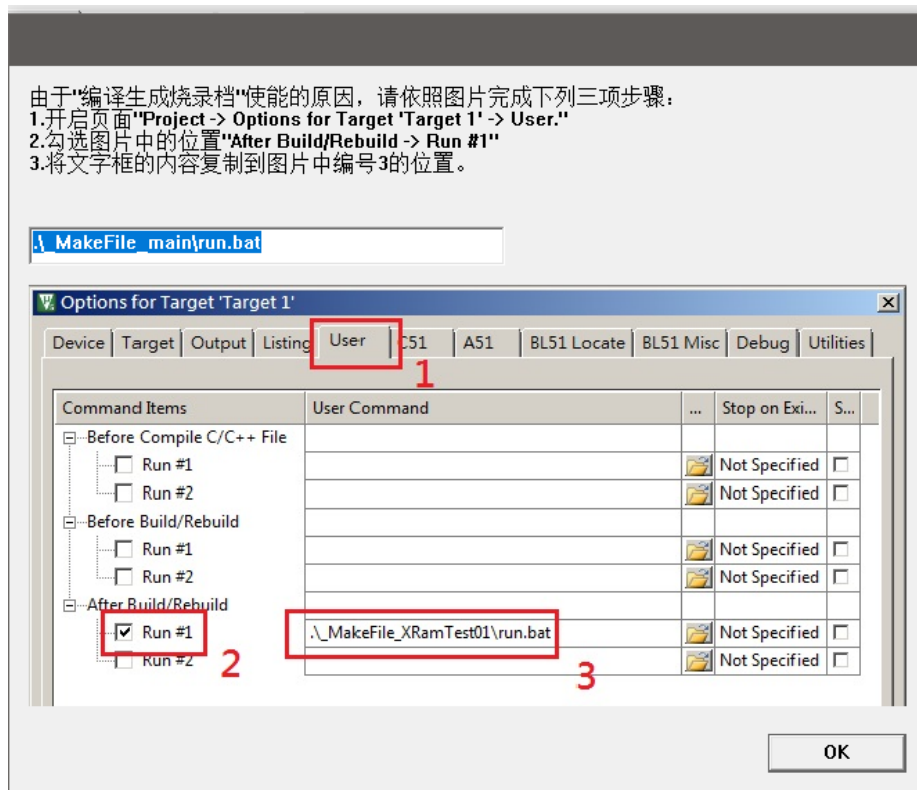 由于"编译生成烧录档"使能的原因，请依照图片完成下列三项步骤：
1.开启页面"Project -> Options for Target 'Target 1' -> User."
2.勾选图片中的位置"After Build/Rebuild -> Run #1"
3.将文字框的内容复制到图片中编号3的位置。
.\_MakeFile_main\run.bat
Options for Target 'Target 1'
Device Target Output Listing User C51 A51 BL51 Locate BL51 Misc Debug Utilities
1
Command Items User Command ... Stop on Exi... S...
Before Compile C/C++ File
Run #1 Not Specified
Run #2 Not Specified
Before Build/Rebuild
Run #1 Not Specified
Run #2 Not Specified
After Build/Rebuild
Run #1 .\_MakeFile_XRamTest01\run.bat Not Specified
Run #2 Not Specified
2 3
OK